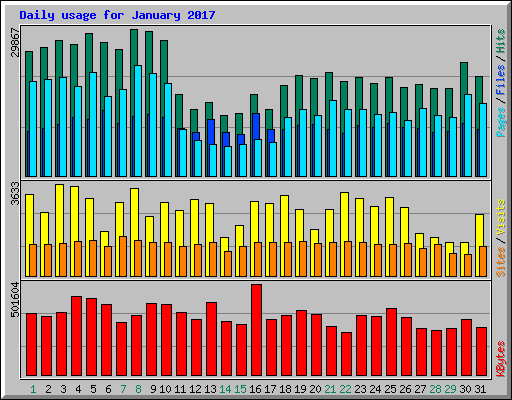 Daily usage for January 2017
29867
Pages / Files / Hits
3633
Sites / Visits
501604
KBytes
1 2 3 4 5 6 7 8 9 10 11 12 13 14 15 16 17 18 19 20 21 22 23 24 25 26 27 28 29 30 31